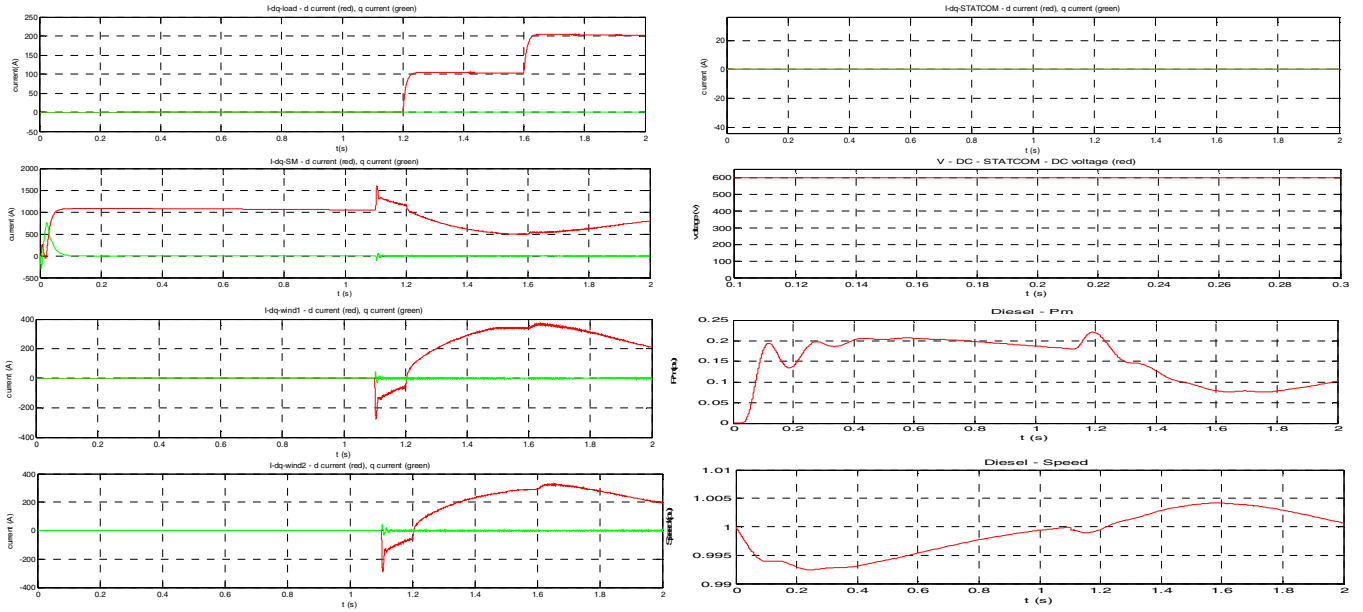 I-dq-load - d current (red), q current (green)
current(A)
250
200
150
100
50
0
-50
0 0.2 0.4 0.6 0.8 1 1.2 1.4 1.6 1.8 2
t(s)
I-dq-SM - d current (red), q current (green)
current (A)
2000
1500
1000
500
0
-500
0 0.2 0.4 0.6 0.8 1 1.2 1.4 1.6 1.8 2
t (s)
I-dq-wind1 - d current (red), q current (green)
current (A)
400
200
0
-200
-400
0 0.2 0.4 0.6 0.8 1 1.2 1.4 1.6 1.8 2
t (s)
I-dq-wind2 - d current (red), q current (green)
current (A)
400
200
0
-200
-400
0 0.2 0.4 0.6 0.8 1 1.2 1.4 1.6 1.8 2
t (s)
I-dq-STATCOM - d current (red), q current (green)
current (A)
20
0
-20
-40
0 0.2 0.4 0.6 0.8 1 1.2 1.4 1.6 1.8 2
t (s)
V - DC - STATCOM - DC voltage (red)
voltage(v)
600
500
400
300
200
100
0
0.1 0.12 0.14 0.16 0.18 0.2 0.22 0.24 0.26 0.28 0.3
t (s)
Diesel - Pm
0.25
0.2
0.15
0.1
0.05
0
0 0.2 0.4 0.6 0.8 1 1.2 1.4 1.6 1.8 2
t (s)
Diesel - Speed
1.01
1.005
1
0.995
0.99
0 0.2 0.4 0.6 0.8 1 1.2 1.4 1.6 1.8 2
t (s)